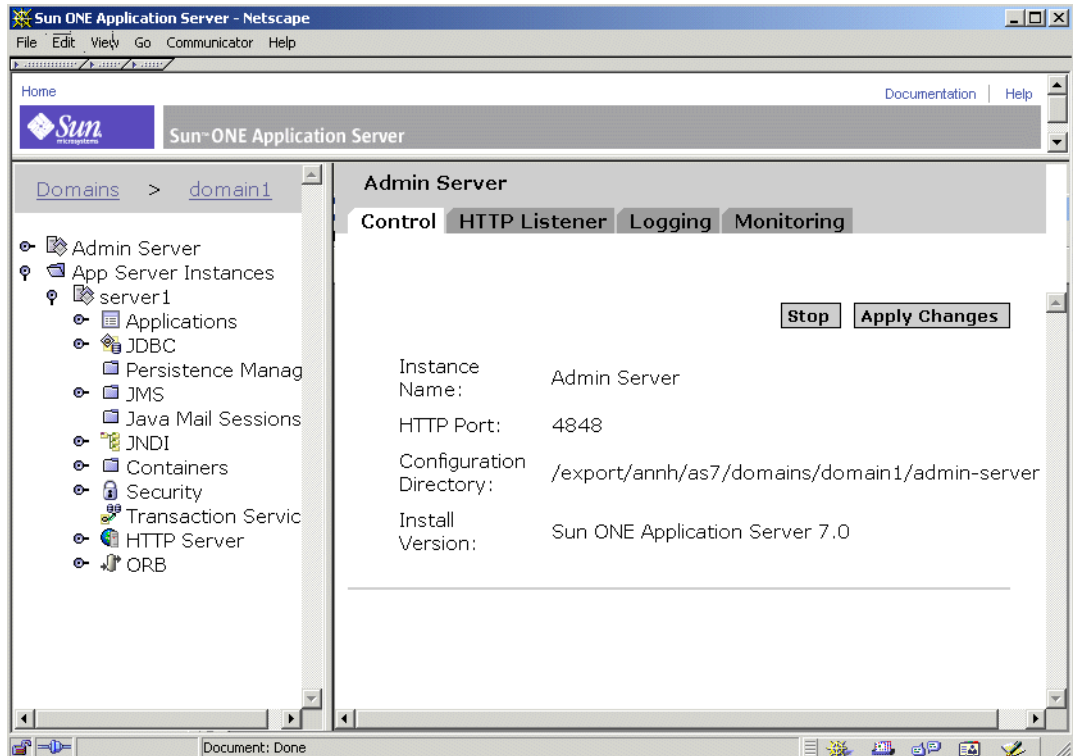 Sun ONE Application Server - Netscape
File Edit View Go Communicator Help
Home
Documentation | Help
Sun
microsystems
Sun™ ONE Application Server
Domains > domain1
Admin Server
App Server Instances
server1
Applications
JDBC
Persistence Manag
JMS
Java Mail Sessions
JNDI
Containers
Security
Transaction Servic
HTTP Server
ORB
Admin Server
Control HTTP Listener Logging Monitoring
Stop Apply Changes
Instance
Name:
Admin Server
HTTP Port: 4848
Configuration
Directory:
/export/annh/as7/domains/domain1/admin-server
Install
Version:
Sun ONE Application Server 7.0
Document: Done